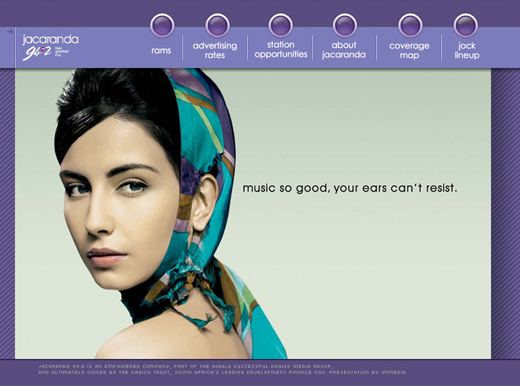 jacaranda
94.2
rams
advertising
rates
station
opportunities
about
jacaranda
coverage
map
jock
lineup
music so good, your ears can't resist.
JACARANDA 94.2 IS AN EMPOWERED COMPANY, PART OF THE HIGHLY SUCCESSFUL KAGISO MEDIA GROUP,
AND ULTIMATELY OWNED BY THE KAGISO TRUST, SOUTH AFRICA'S LEADING DEVELOPMENT FINANCE NGO. PRESENTATION BY IMMEDIA